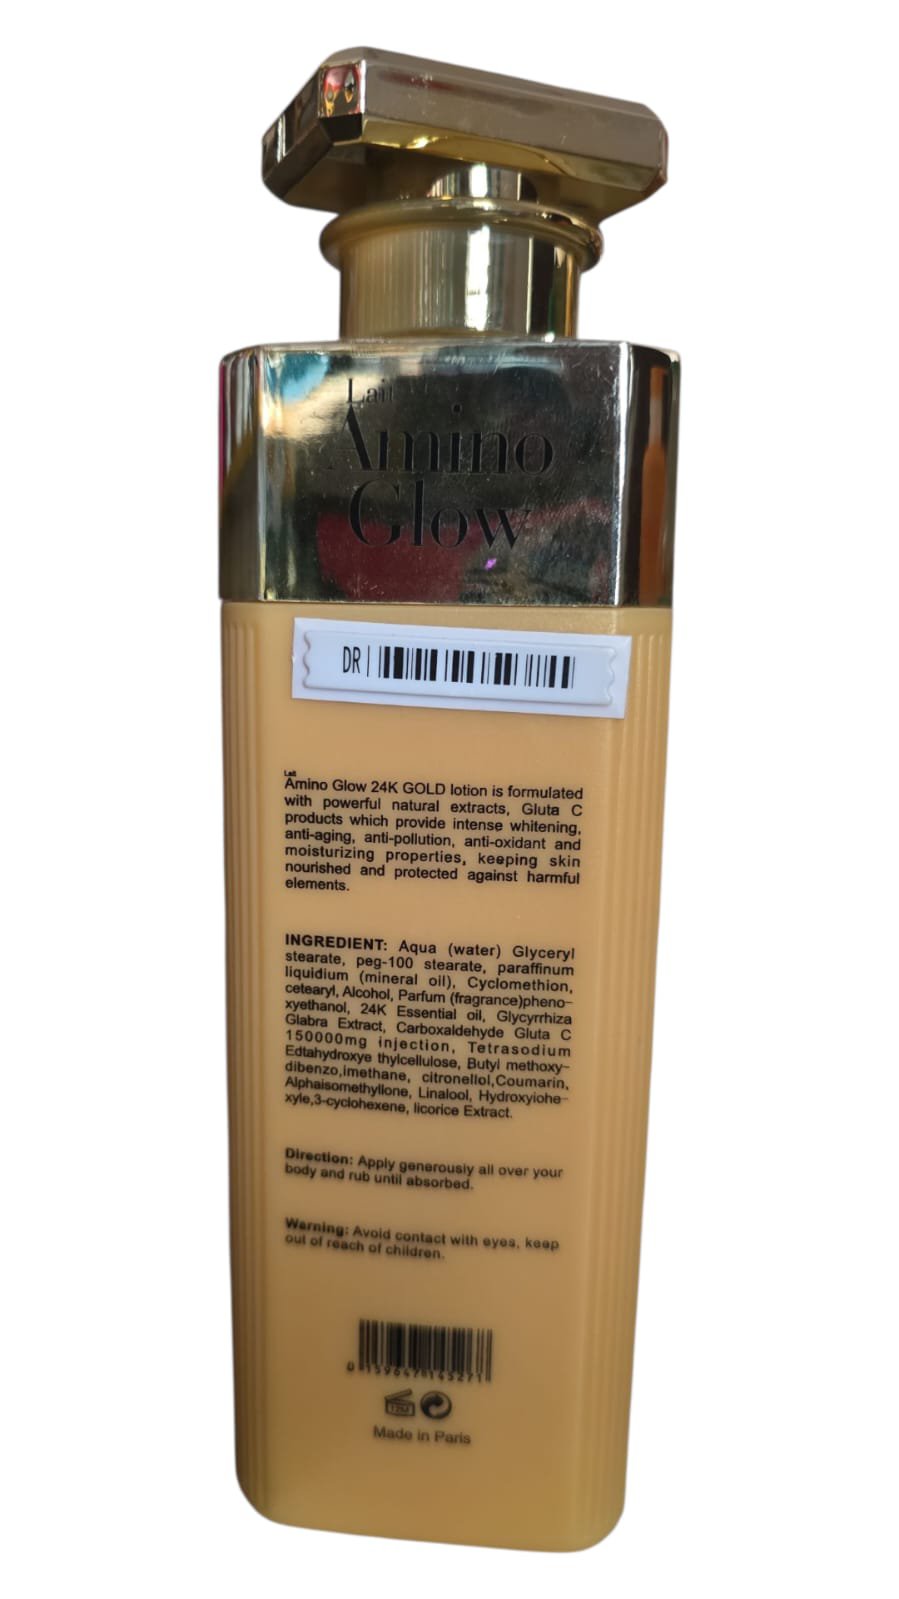 Lait
Amino
Glow
DR
Lait
Amino Glow 24K GOLD lotion is formulated
with powerful natural extracts, Gluta C
products which provide intense whitening,
anti-aging, anti-pollution, anti-oxidant and
moisturizing properties, keeping skin
nourished and protected against harmful
elements.
INGREDIENT: Aqua (water) Glyceryl
stearate, peg-100 stearate, paraffinum
liquidium (mineral oil), Cyclomethion,
cetearyl, Alcohol, Parfum (fragrance)pheno-
xyethanol, 24K Essential oil, Glycyrrhiza
Glabra Extract, Carboxaldehyde Gluta C
150000mg injection, Tetrasodium
Edtahydroxye thylcellulose, Butyl methoxy-
dibenzo,imethane, citronellol,Coumarin,
Alphaisomethyllone, Linalool, Hydroxyiohe-
xyle,3-cyclohexene, licorice Extract.
Direction: Apply generously all over your
body and rub until absorbed.
Warning: Avoid contact with eyes, keep
out of reach of children.
0 159647 145271
12M
Made in Paris